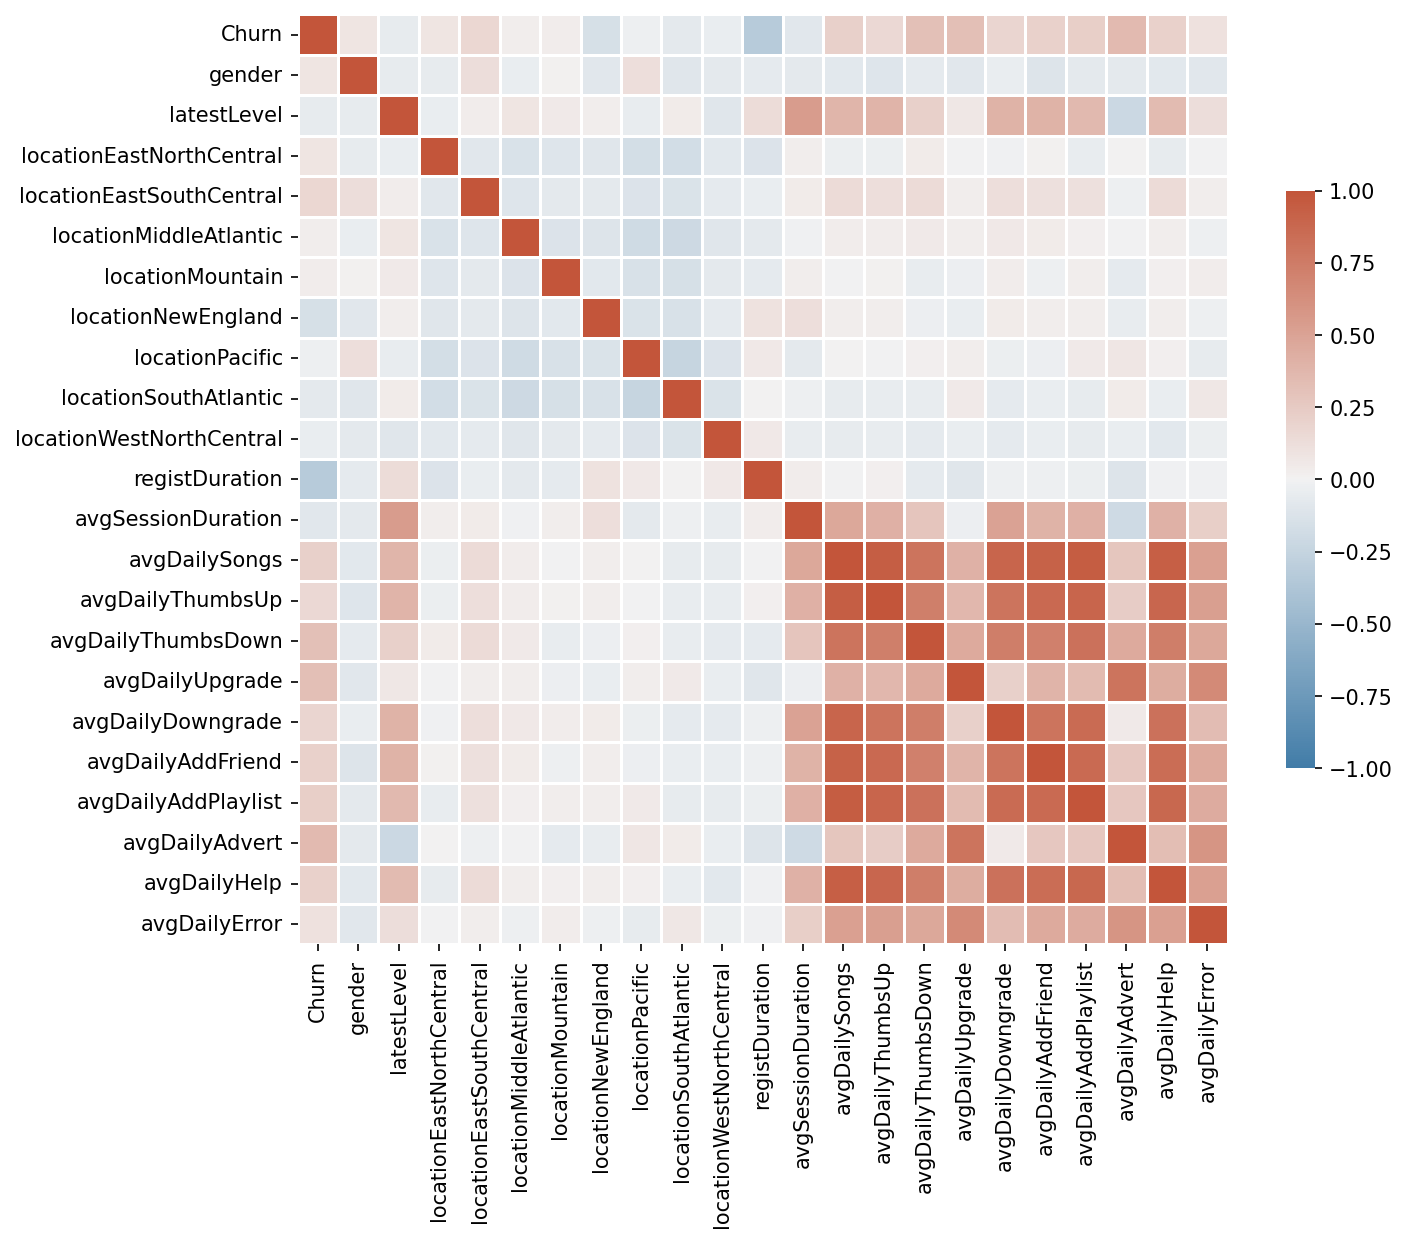 Churn
gender
latestLevel
locationEastNorthCentral
locationEastSouthCentral
locationMiddleAtlantic
locationMountain
locationNewEngland
locationPacific
locationSouthAtlantic
locationWestNorthCentral
registDuration
avgSessionDuration
avgDailySongs
avgDailyThumbsUp
avgDailyThumbsDown
avgDailyUpgrade
avgDailyDowngrade
avgDailyAddFriend
avgDailyAddPlaylist
avgDailyAdvert
avgDailyHelp
avgDailyError
Churn
gender
latestLevel
locationEastNorthCentral
locationEastSouthCentral
locationMiddleAtlantic
locationMountain
locationNewEngland
locationPacific
locationSouthAtlantic
locationWestNorthCentral
registDuration
avgSessionDuration
avgDailySongs
avgDailyThumbsUp
avgDailyThumbsDown
avgDailyUpgrade
avgDailyDowngrade
avgDailyAddFriend
avgDailyAddPlaylist
avgDailyAdvert
avgDailyHelp
avgDailyError
1.00
0.75
0.50
0.25
0.00
−0.25
−0.50
−0.75
−1.00